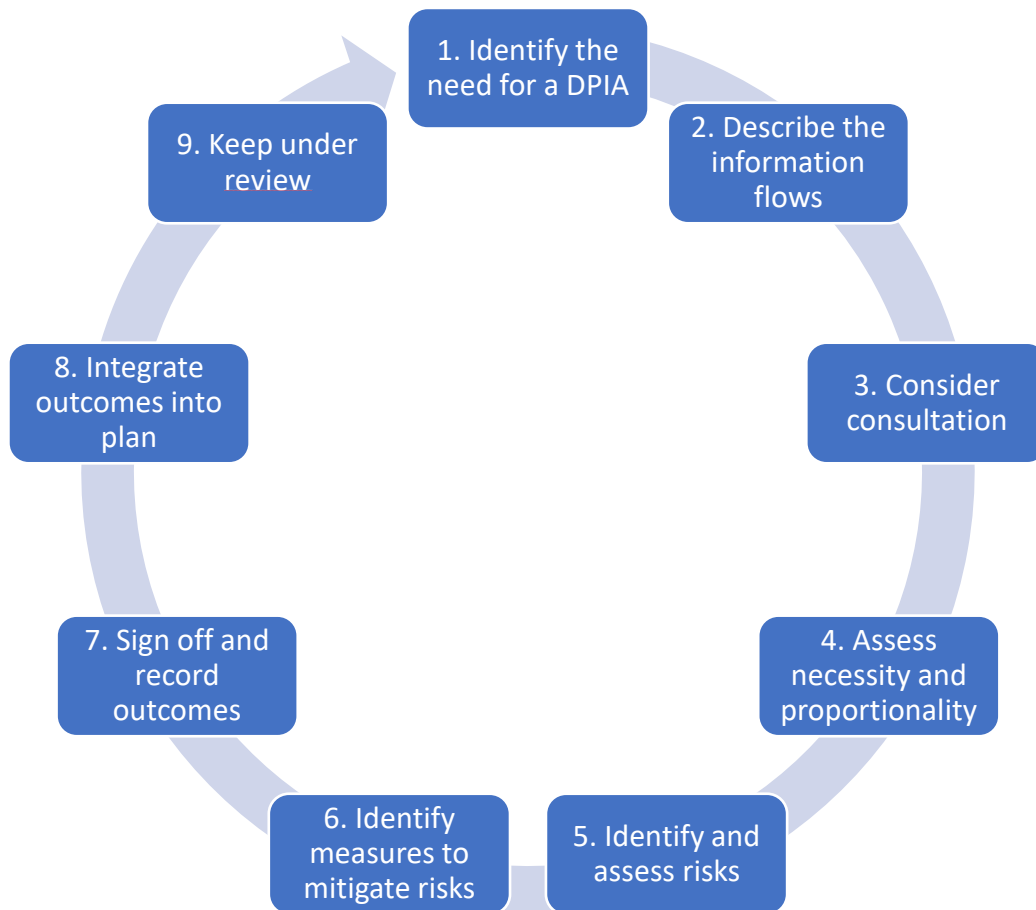 1. Identify the
need for a DPIA
2. Describe the
information
flows
3. Consider
consultation
4. Assess
necessity and
proportionality
5. Identify and
assess risks
6. Identify
measures to
mitigate risks
7. Sign off and
record
outcomes
8. Integrate
outcomes into
plan
9. Keep under
review